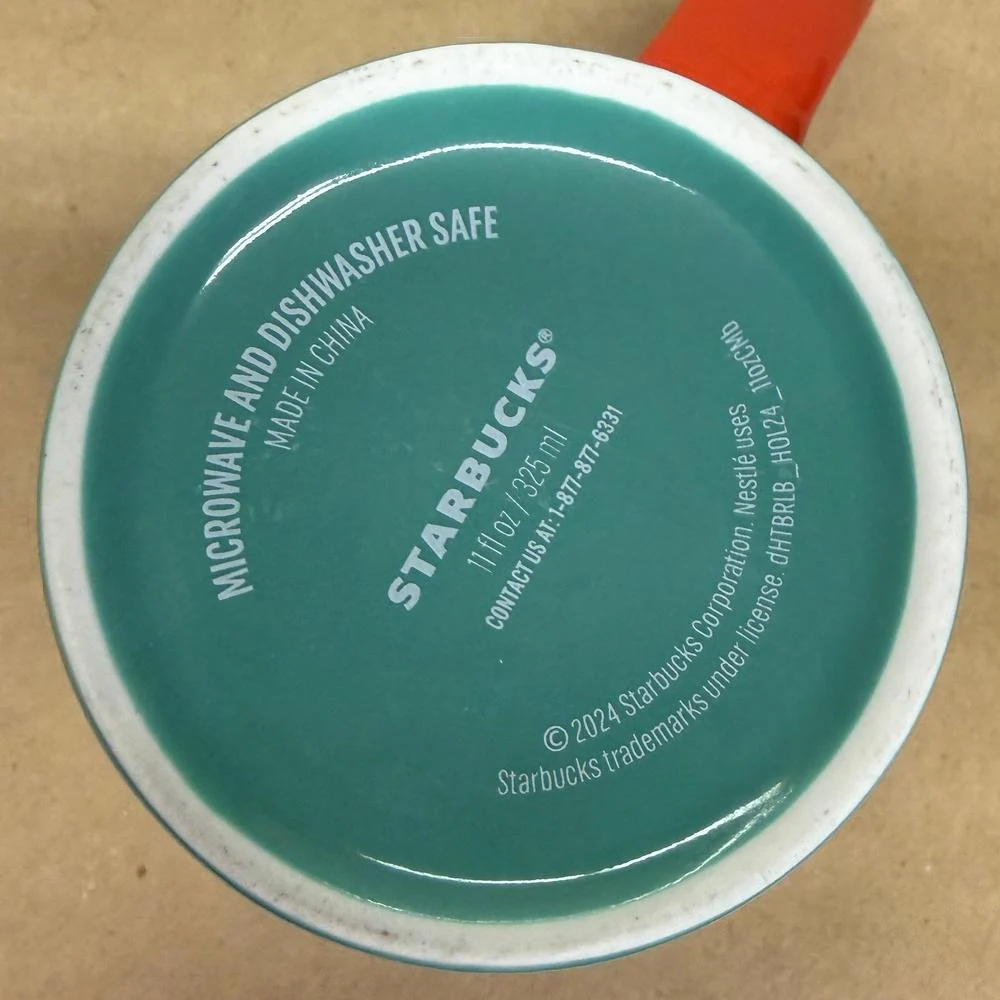 MICROWAVE AND DISHWASHER SAFE
MADE IN CHINA
STARBUCKS®
11 fl oz / 325 ml
CONTACT US AT: 1-877-877-6331
© 2024 Starbucks Corporation. Nestlé uses
Starbucks trademarks under license. dHTBRLB_HOL24_11ozCMb